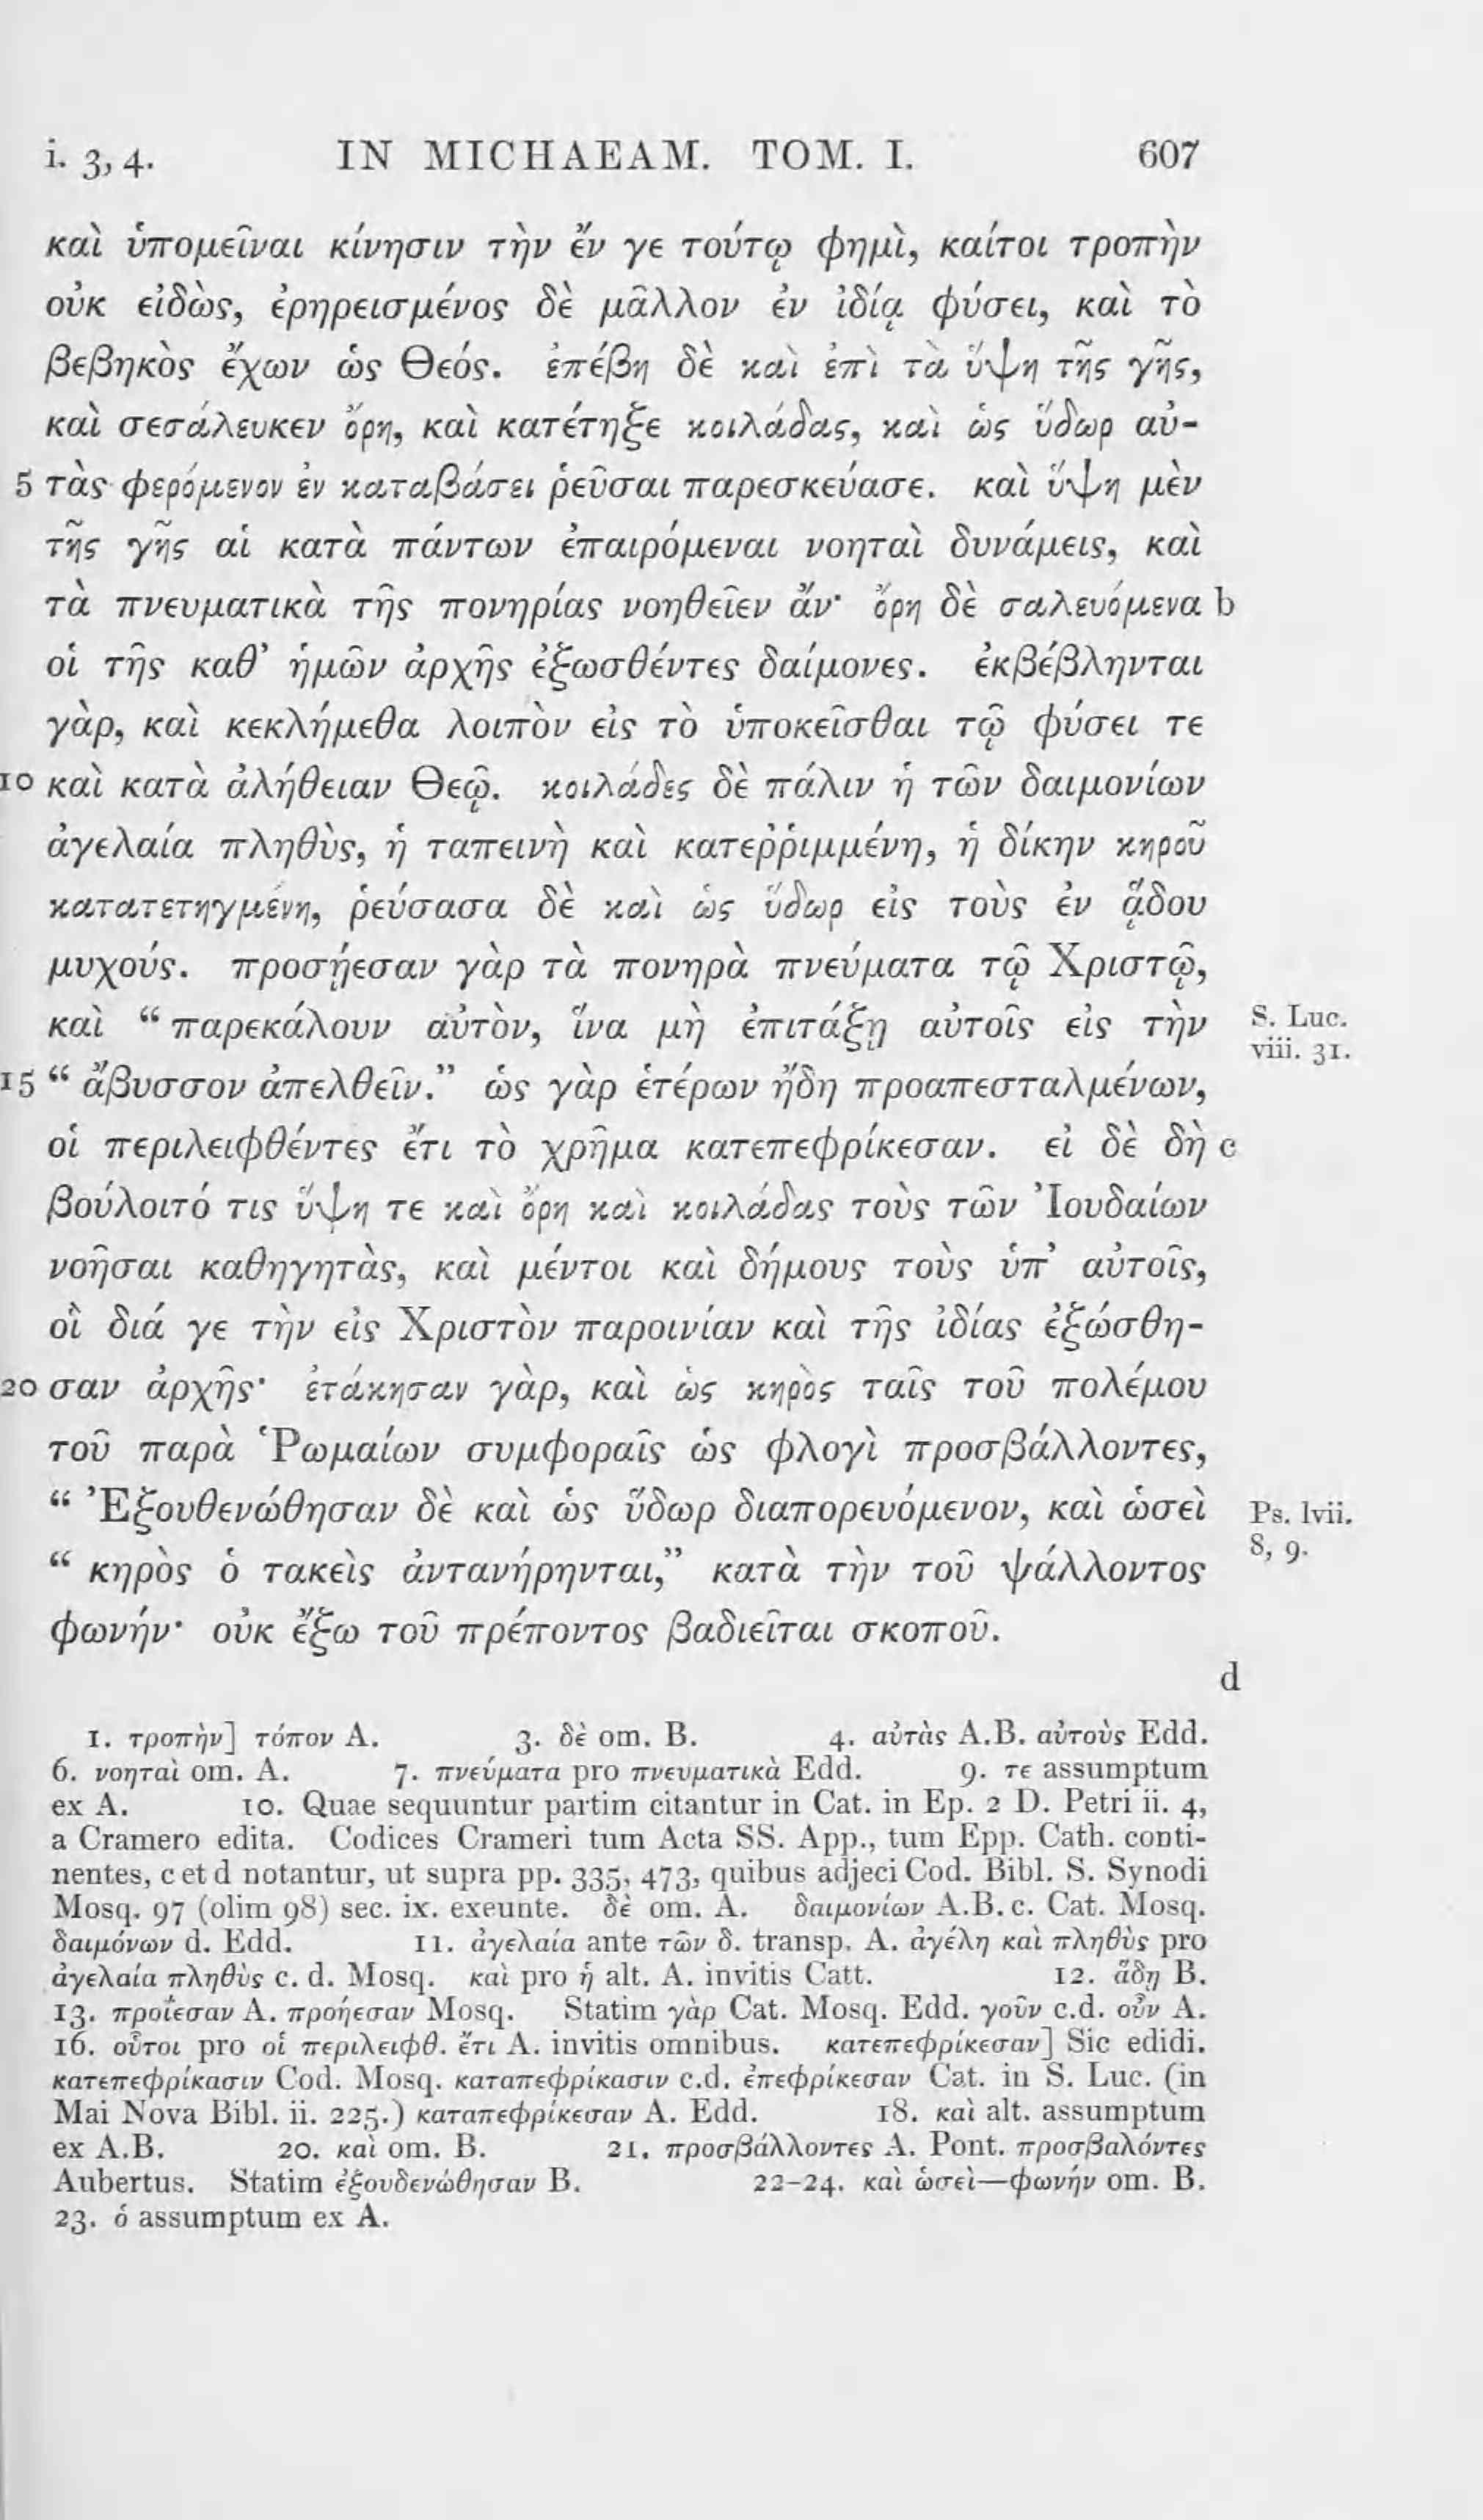 i. 3, 4. IN MICHAEAM. TOM. I. 607
καὶ ὑπομεῖναι κίνησιν τὴν ἔν γε τούτῳ φημὶ, καίτοι τροπὴν
οὐκ εἰδὼς, ἐρηρεισμένος δὲ μᾶλλον ἐν ἰδίᾳ φύσει, καὶ τὸ
βεβηκὸς ἔχων ὡς Θεός. ἐπέβη δὲ καὶ ἐπὶ τὰ ὕψη τῆς γῆς,
καὶ σεσάλευκεν ὄρη, καὶ κατέτηξε κοιλάδας, καὶ ὡς ὕδωρ αὐ-
5 τὰς φερόμενον ἐν καταβάσει ῥεῦσαι παρεσκεύασε. καὶ ὕψη μὲν
τῆς γῆς αἱ κατὰ πάντων ἐπαιρόμεναι νοηταὶ δυνάμεις, καὶ
τὰ πνευματικὰ τῆς πονηρίας νοηθεῖεν ἄν· ὄρη δὲ σαλευόμενα b
οἱ τῆς καθ’ ἡμῶν ἀρχῆς ἐξωσθέντες δαίμονες. ἐκβέβληνται
γὰρ, καὶ κεκλήμεθα λοιπὸν εἰς τὸ ὑποκεῖσθαι τῷ φύσει τε
10 καὶ κατὰ ἀλήθειαν Θεῷ. κοιλάδες δὲ πάλιν ἡ τῶν δαιμονίων
ἀγελαία πληθὺς, ἡ ταπεινὴ καὶ κατεῤῥιμμένη, ἡ δίκην κηροῦ
κατατετηγμένη, ῥεύσασα δὲ καὶ ὡς ὕδωρ εἰς τοὺς ἐν ᾅδου
μυχούς. προσῄεσαν γὰρ τὰ πονηρὰ πνεύματα τῷ Χριστῷ,
καὶ “ παρεκάλουν αὐτὸν, ἵνα μὴ ἐπιτάξῃ αὐτοῖς εἰς τὴν S. Luc. viii. 31.
15 “ ἄβυσσον ἀπελθεῖν.” ὡς γὰρ ἑτέρων ἤδη προαπεσταλμένων,
οἱ περιλειφθέντες ἔτι τὸ χρῆμα κατεπεφρίκεσαν. εἰ δὲ δὴ c
βούλοιτό τις ὕψη τε καὶ ὄρη καὶ κοιλάδας τοὺς τῶν Ἰουδαίων
νοῆσαι καθηγητὰς, καὶ μέντοι καὶ δήμους τοὺς ὑπ’ αὐτοῖς,
οἳ διά γε τὴν εἰς Χριστὸν παροινίαν καὶ τῆς ἰδίας ἐξώσθη-
20 σαν ἀρχῆς· ἐτάκησαν γὰρ, καὶ ὡς κηρὸς ταῖς τοῦ πολέμου
τοῦ παρὰ Ῥωμαίων συμφοραῖς ὡς φλογὶ προσβάλλοντες,
“ Ἐξουθενώθησαν δὲ καὶ ὡς ὕδωρ διαπορευόμενον, καὶ ὡσεὶ Ps. lvii. 8, 9.
“ κηρὸς ὁ τακεὶς ἀντανήρηνται,” κατὰ τὴν τοῦ ψάλλοντος
φωνήν· οὐκ ἔξω τοῦ πρέποντος βαδιεῖται σκοποῦ.
d
1. τροπὴν] τόπον A. 3. δὲ om. B. 4. αὐτὰς A.B. αὐτοὺς Edd.
6. νοηταὶ om. A. 7. πνεύματα pro πνευματικὰ Edd. 9. τε assumptum
ex A. 10. Quae sequuntur partim citantur in Cat. in Ep. 2 D. Petri ii. 4,
a Cramero edita. Codices Crameri tum Acta SS. App., tum Epp. Cath. conti-
nentes, c et d notantur, ut supra pp. 335, 473, quibus adjeci Cod. Bibl. S. Synodi
Mosq. 97 (olim 98) sec. ix. exeunte. δὲ om. A. δαιμονίων A.B. c. Cat. Mosq.
δαιμόνων d. Edd. 11. ἀγελαία ante τῶν δ. transp. A. ἀγέλη καὶ πληθὺς pro
ἀγελαία πληθὺς c. d. Mosq. καὶ pro ἡ alt. A. invitis Catt. 12. ᾅδῃ B.
13. προΐεσαν A. προήεσαν Mosq. Statim γὰρ Cat. Mosq. Edd. γοῦν c.d. οὖν A.
16. οὗτοι pro οἱ περιλειφθ. ἔτι A. invitis omnibus. κατεπεφρίκεσαν] Sic edidi.
κατεπεφρίκασιν Cod. Mosq. καταπεφρίκασιν c.d. ἐπεφρίκεσαν Cat. in S. Luc. (in
Mai Nova Bibl. ii. 225.) καταπεφρίκεσαν A. Edd. 18. καὶ alt. assumptum
ex A.B. 20. καὶ om. B. 21. προσβάλλοντες A. Pont. προσβαλόντες
Aubertus. Statim ἐξουδενώθησαν B. 22-24. καὶ ὡσεὶ—φωνήν om. B.
23. ὁ assumptum ex A.